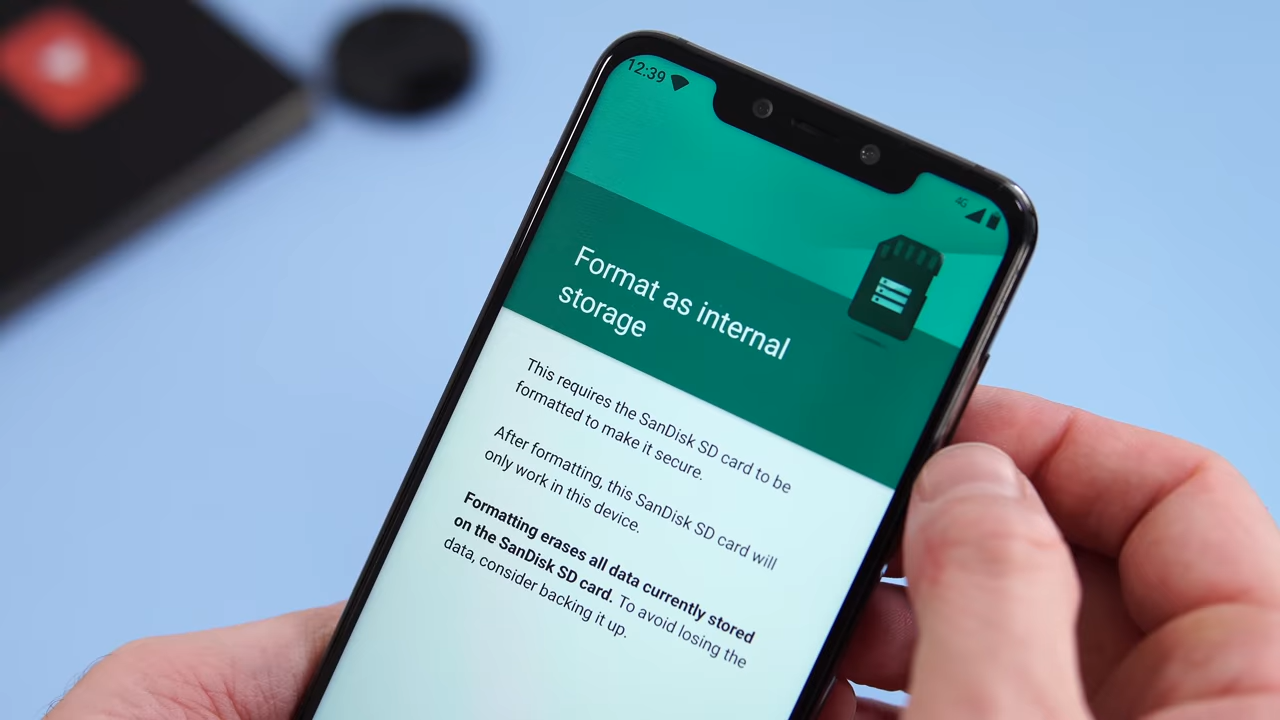 12:39
4G
Format as internal
storage
This requires the SanDisk SD card to be
formatted to make it secure.
After formatting, this SanDisk SD card will
only work in this device.
Formatting erases all data currently stored
on the SanDisk SD card. To avoid losing the
data, consider backing it up.